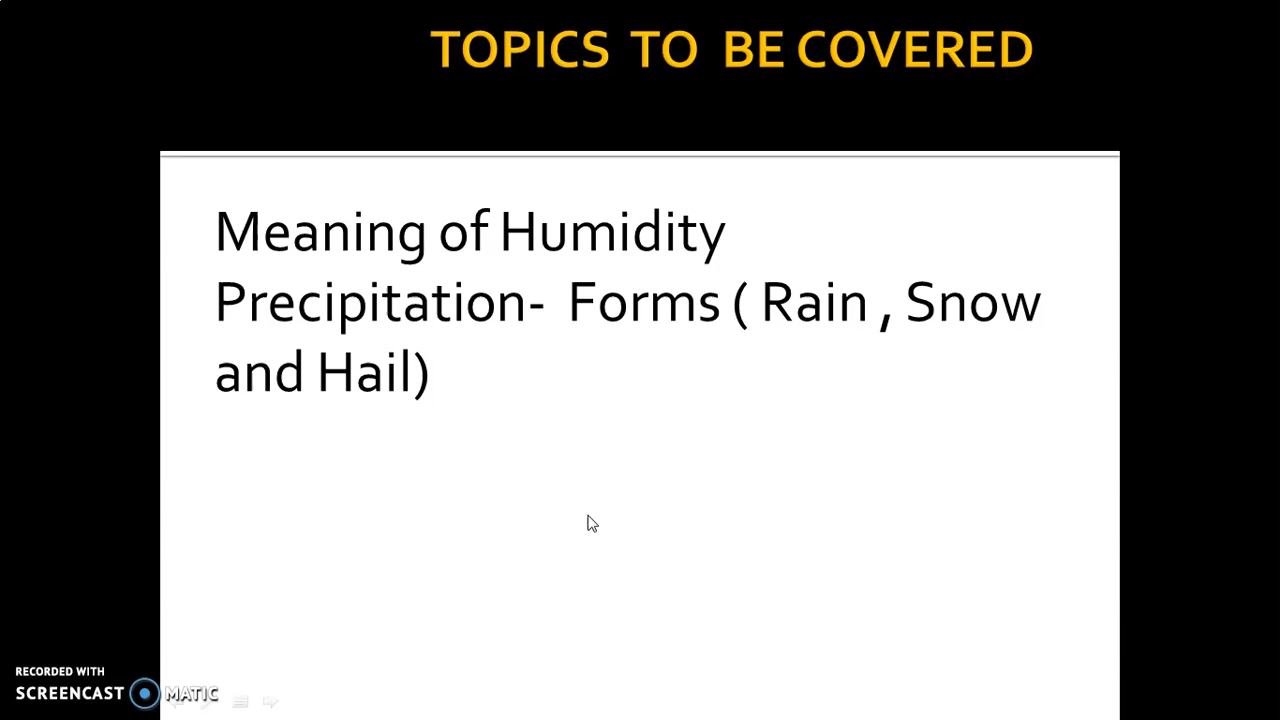 TOPICS TO BE COVERED
Meaning of Humidity
Precipitation- Forms ( Rain , Snow
and Hail)
RECORDED WITH
SCREENCAST MATIC